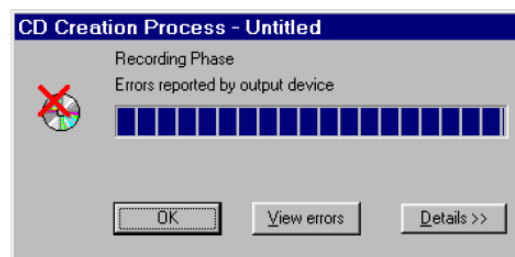 CD Creation Process - Untitled
Recording Phase
Errors reported by output device
OK
View errors
Details >>